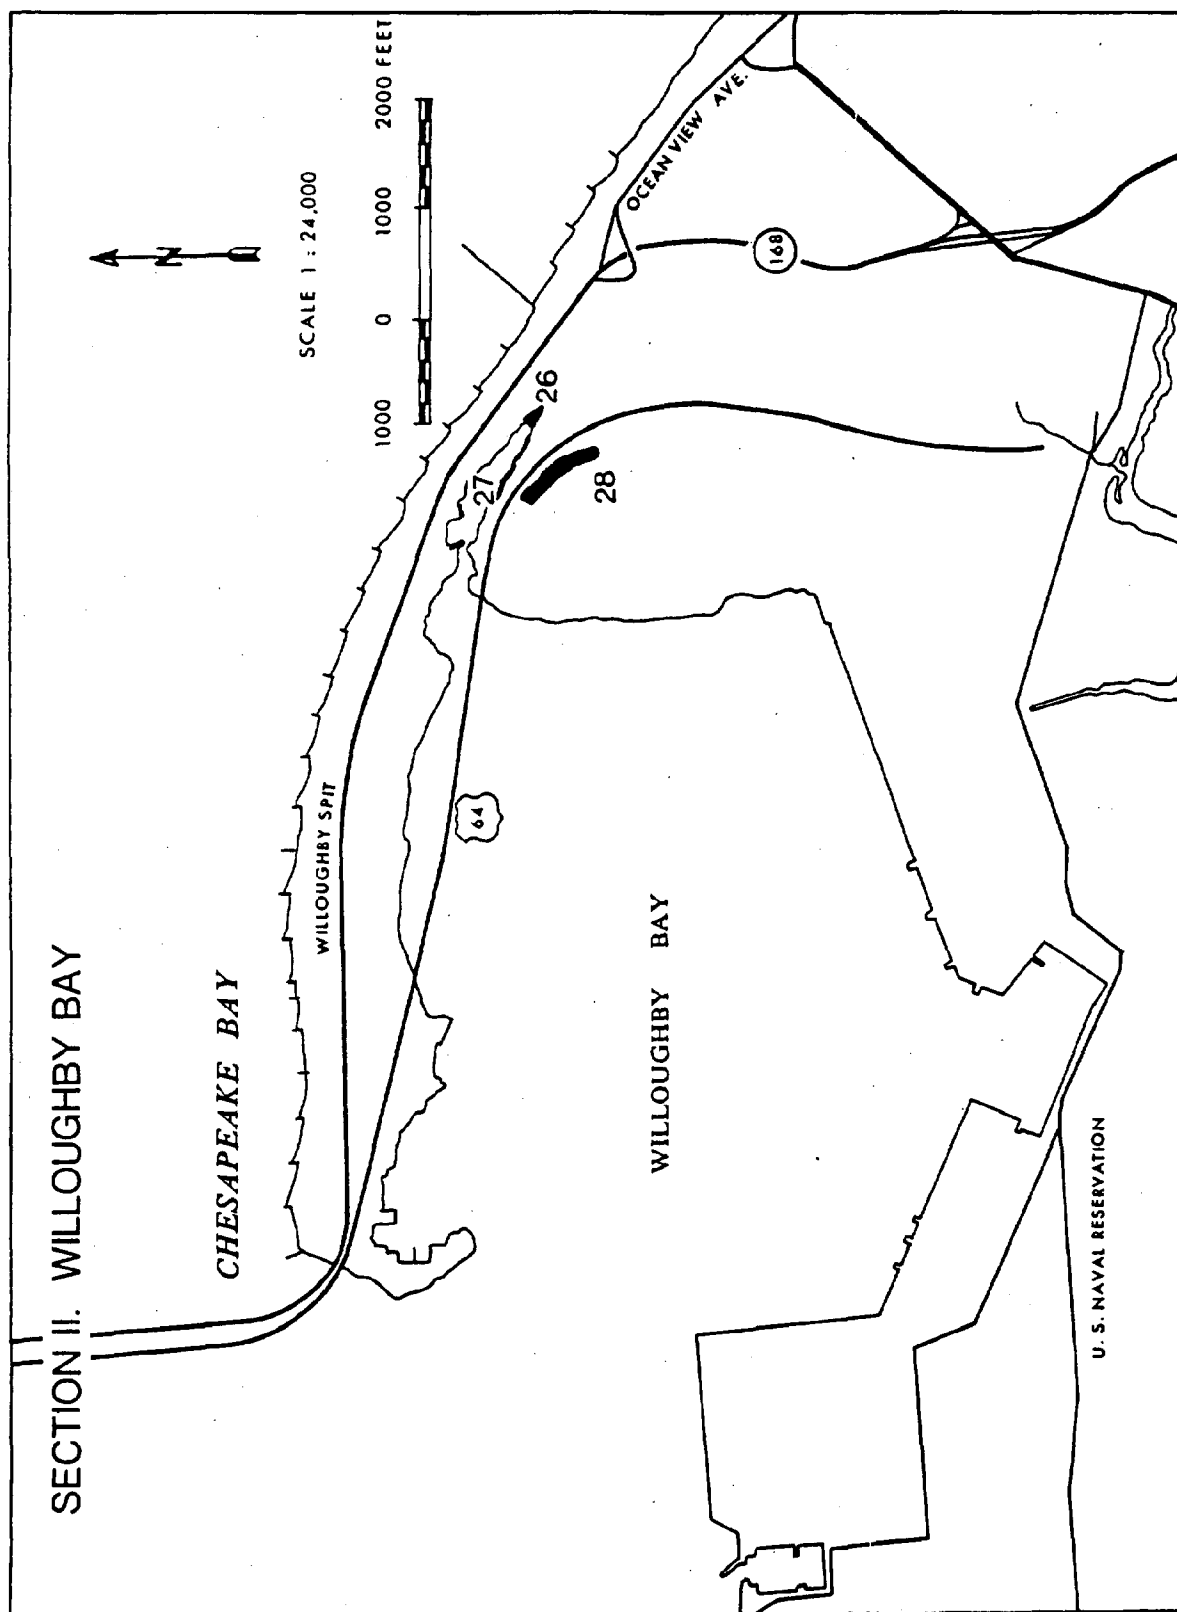 SECTION II. WILLOUGHBY BAY
CHESAPEAKE BAY
N
SCALE 1 : 24,000
1000 0 1000 2000 FEET
WILLOUGHBY SPIT
OCEAN VIEW AVE.
64
168
27
26
28
WILLOUGHBY BAY
U. S. NAVAL RESERVATION